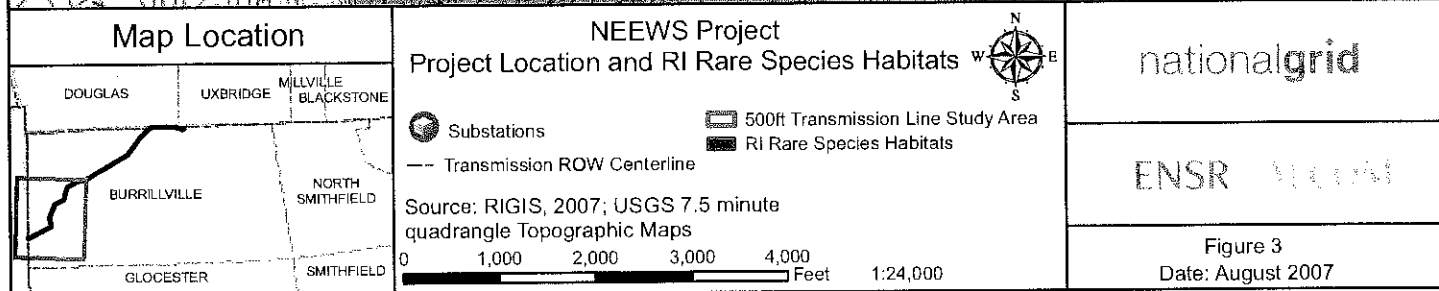 Map Location
DOUGLAS
UXBRIDGE
MILLVILLE
BLACKSTONE
BURRILLVILLE
NORTH
SMITHFIELD
GLOCESTER
SMITHFIELD
NEEWS Project
Project Location and RI Rare Species Habitats
N
W
E
S
Substations
Transmission ROW Centerline
500ft Transmission Line Study Area
RI Rare Species Habitats
Source: RIGIS, 2007; USGS 7.5 minute
quadrangle Topographic Maps
0 1,000 2,000 3,000 4,000
Feet 1:24,000
nationalgrid
ENSR AECOM
Figure 3
Date: August 2007